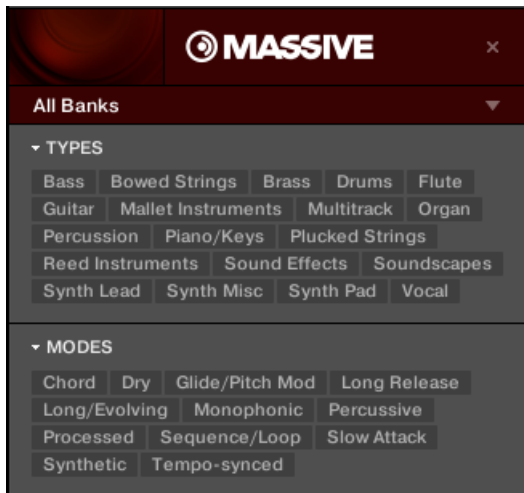 MASSIVE
All Banks
TYPES
Bass Bowed Strings Brass Drums Flute
Guitar Mallet Instruments Multitrack Organ
Percussion Piano/Keys Plucked Strings
Reed Instruments Sound Effects Soundscapes
Synth Lead Synth Misc Synth Pad Vocal
MODES
Chord Dry Glide/Pitch Mod Long Release
Long/Evolving Monophonic Percussive
Processed Sequence/Loop Slow Attack
Synthetic Tempo-synced